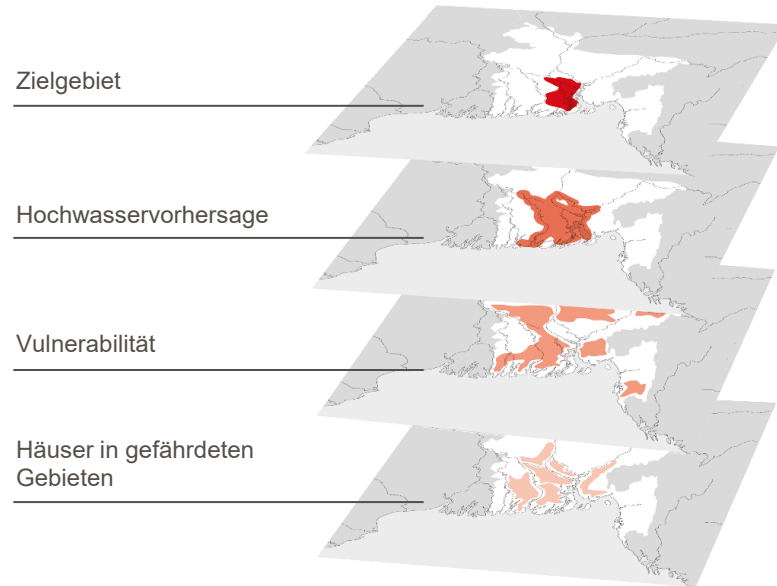 Zielgebiet
Hochwasservorhersage
Vulnerabilität
Häuser in gefährdeten
Gebieten